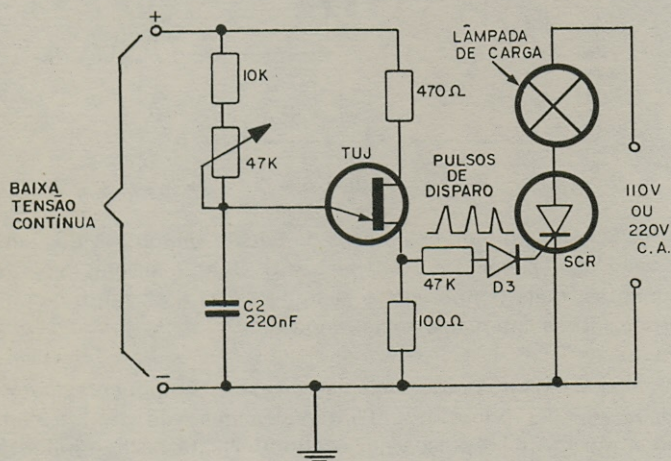 +
LÂMPADA
DE CARGA
10K
470Ω
47K
TUJ
PULSOS
DE
DISPARO
BAIXA
TENSÃO
CONTÍNUA
110V
OU
220V
C.A.
SCR
47K
D3
C2
220nF
100Ω
−